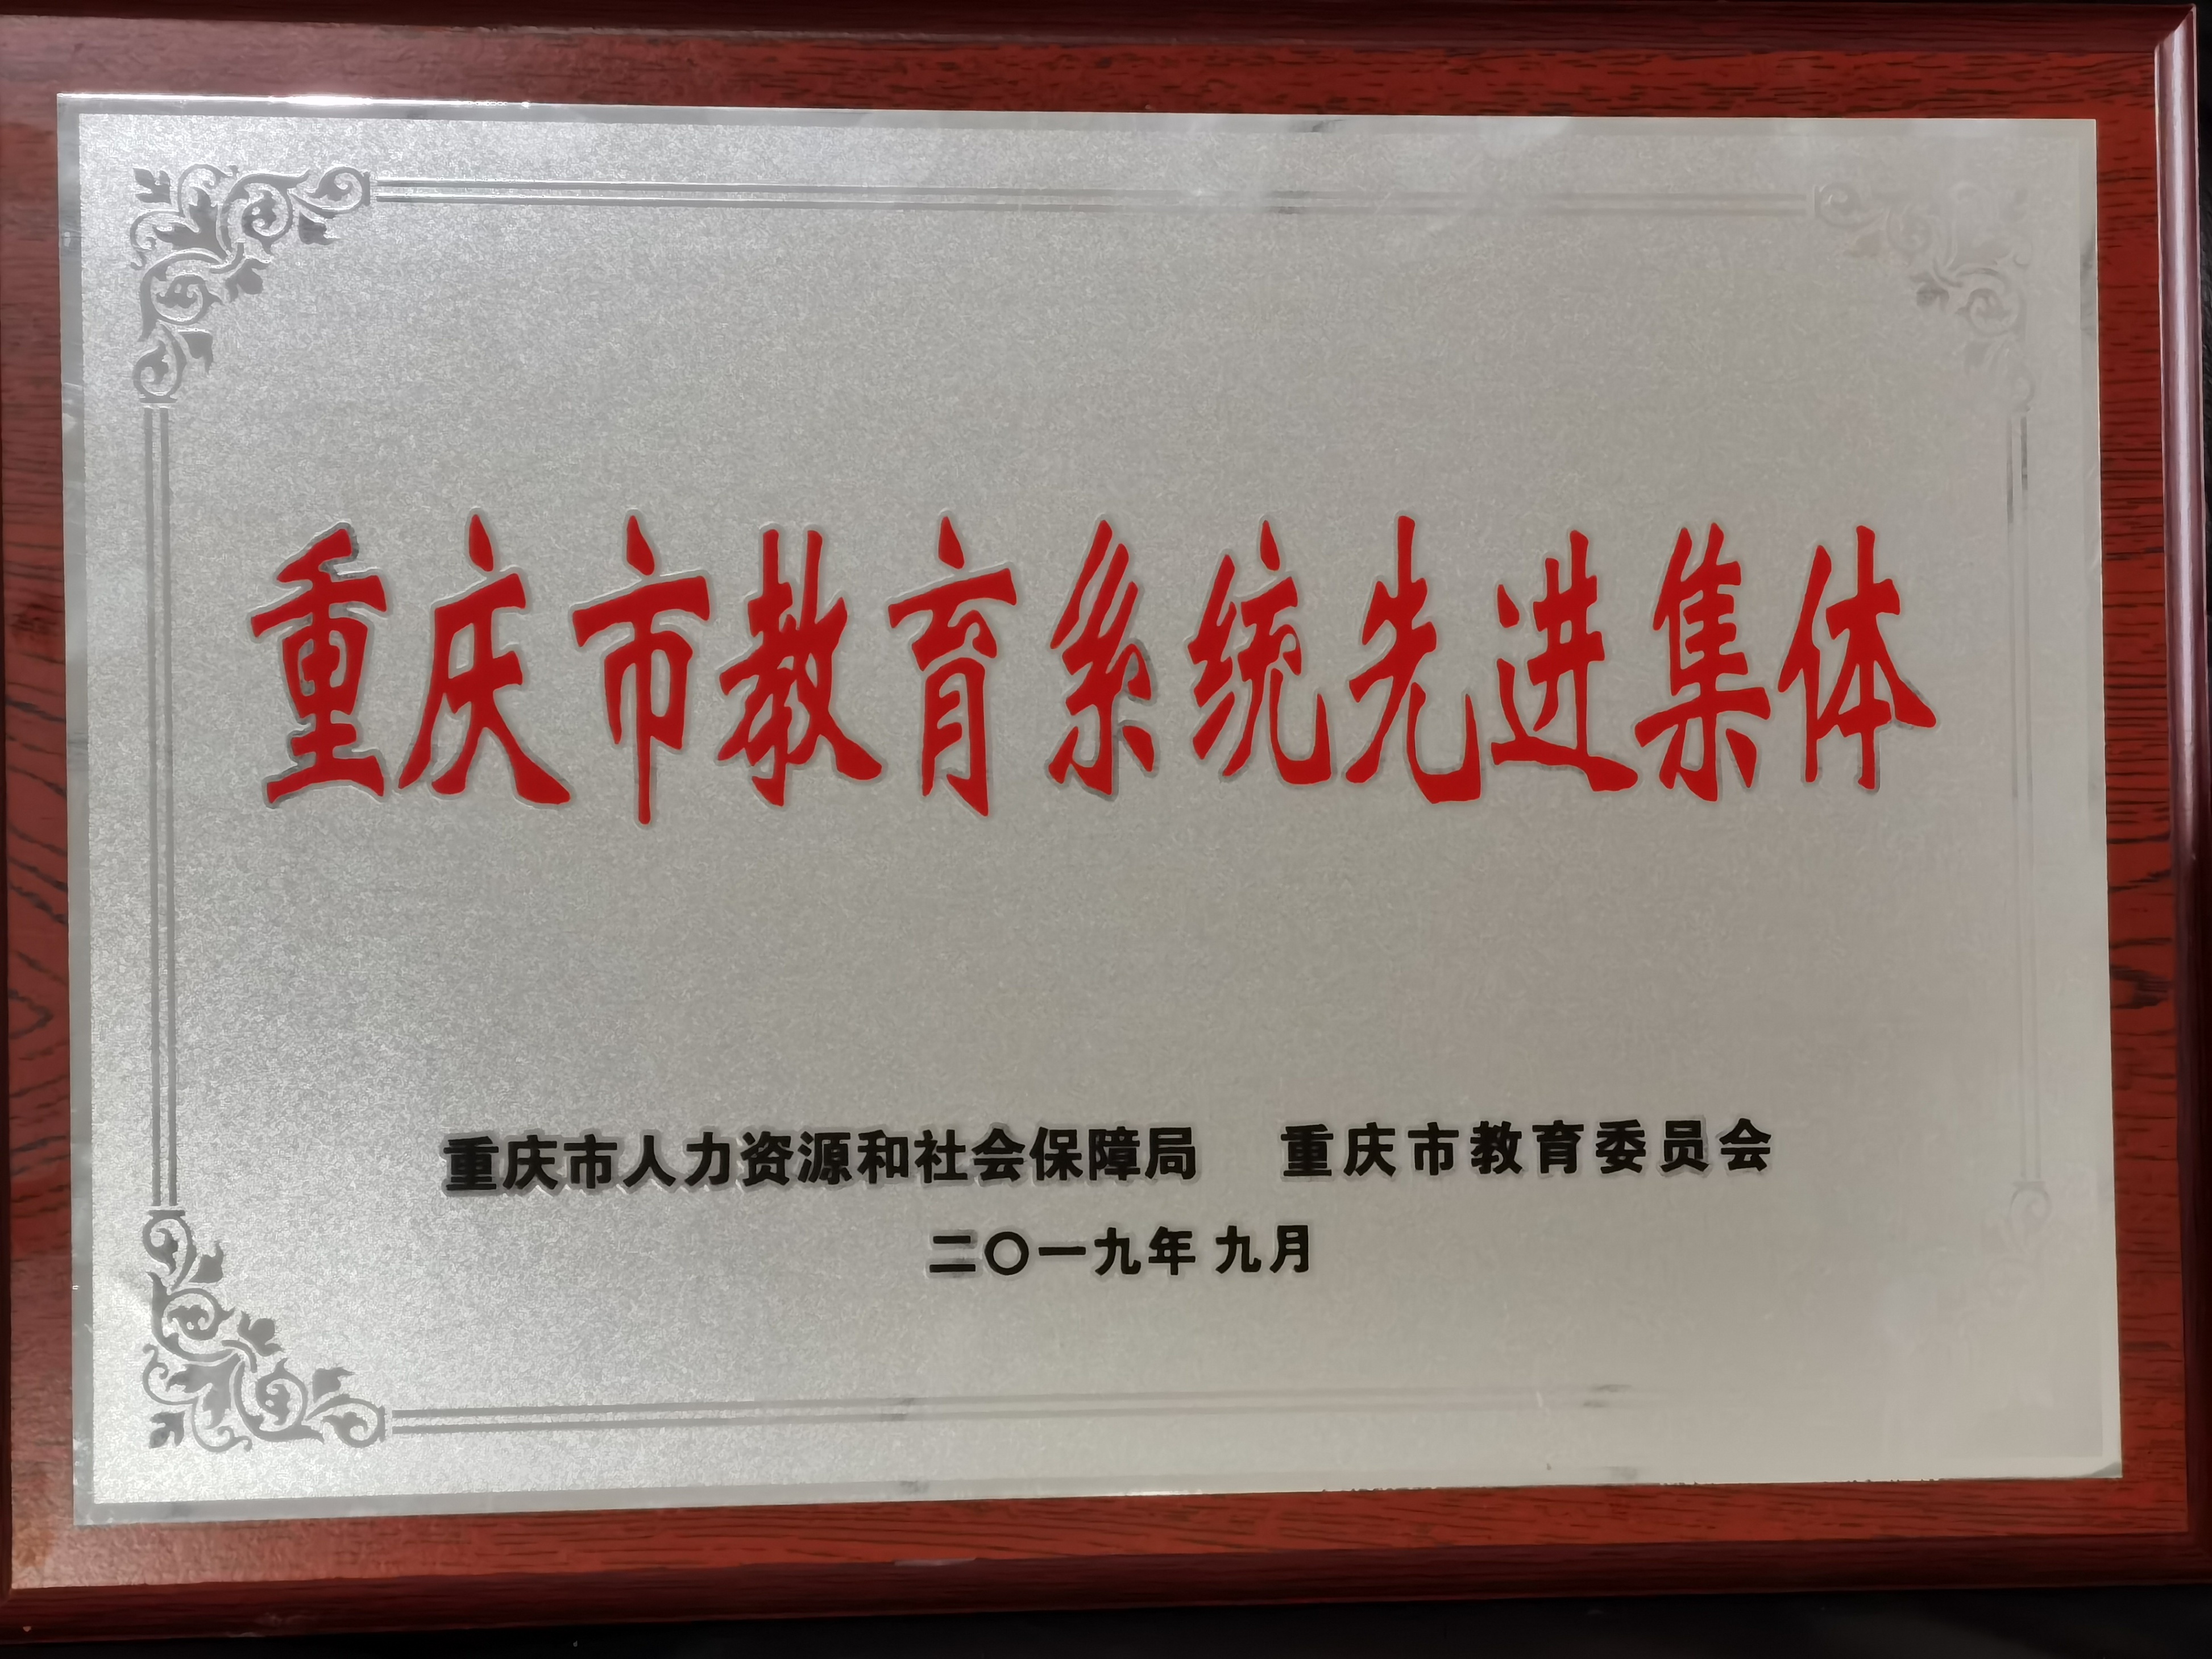 重庆市教育系统先进集体
重庆市人力资源和社会保障局 重庆市教育委员会
二〇一九年九月